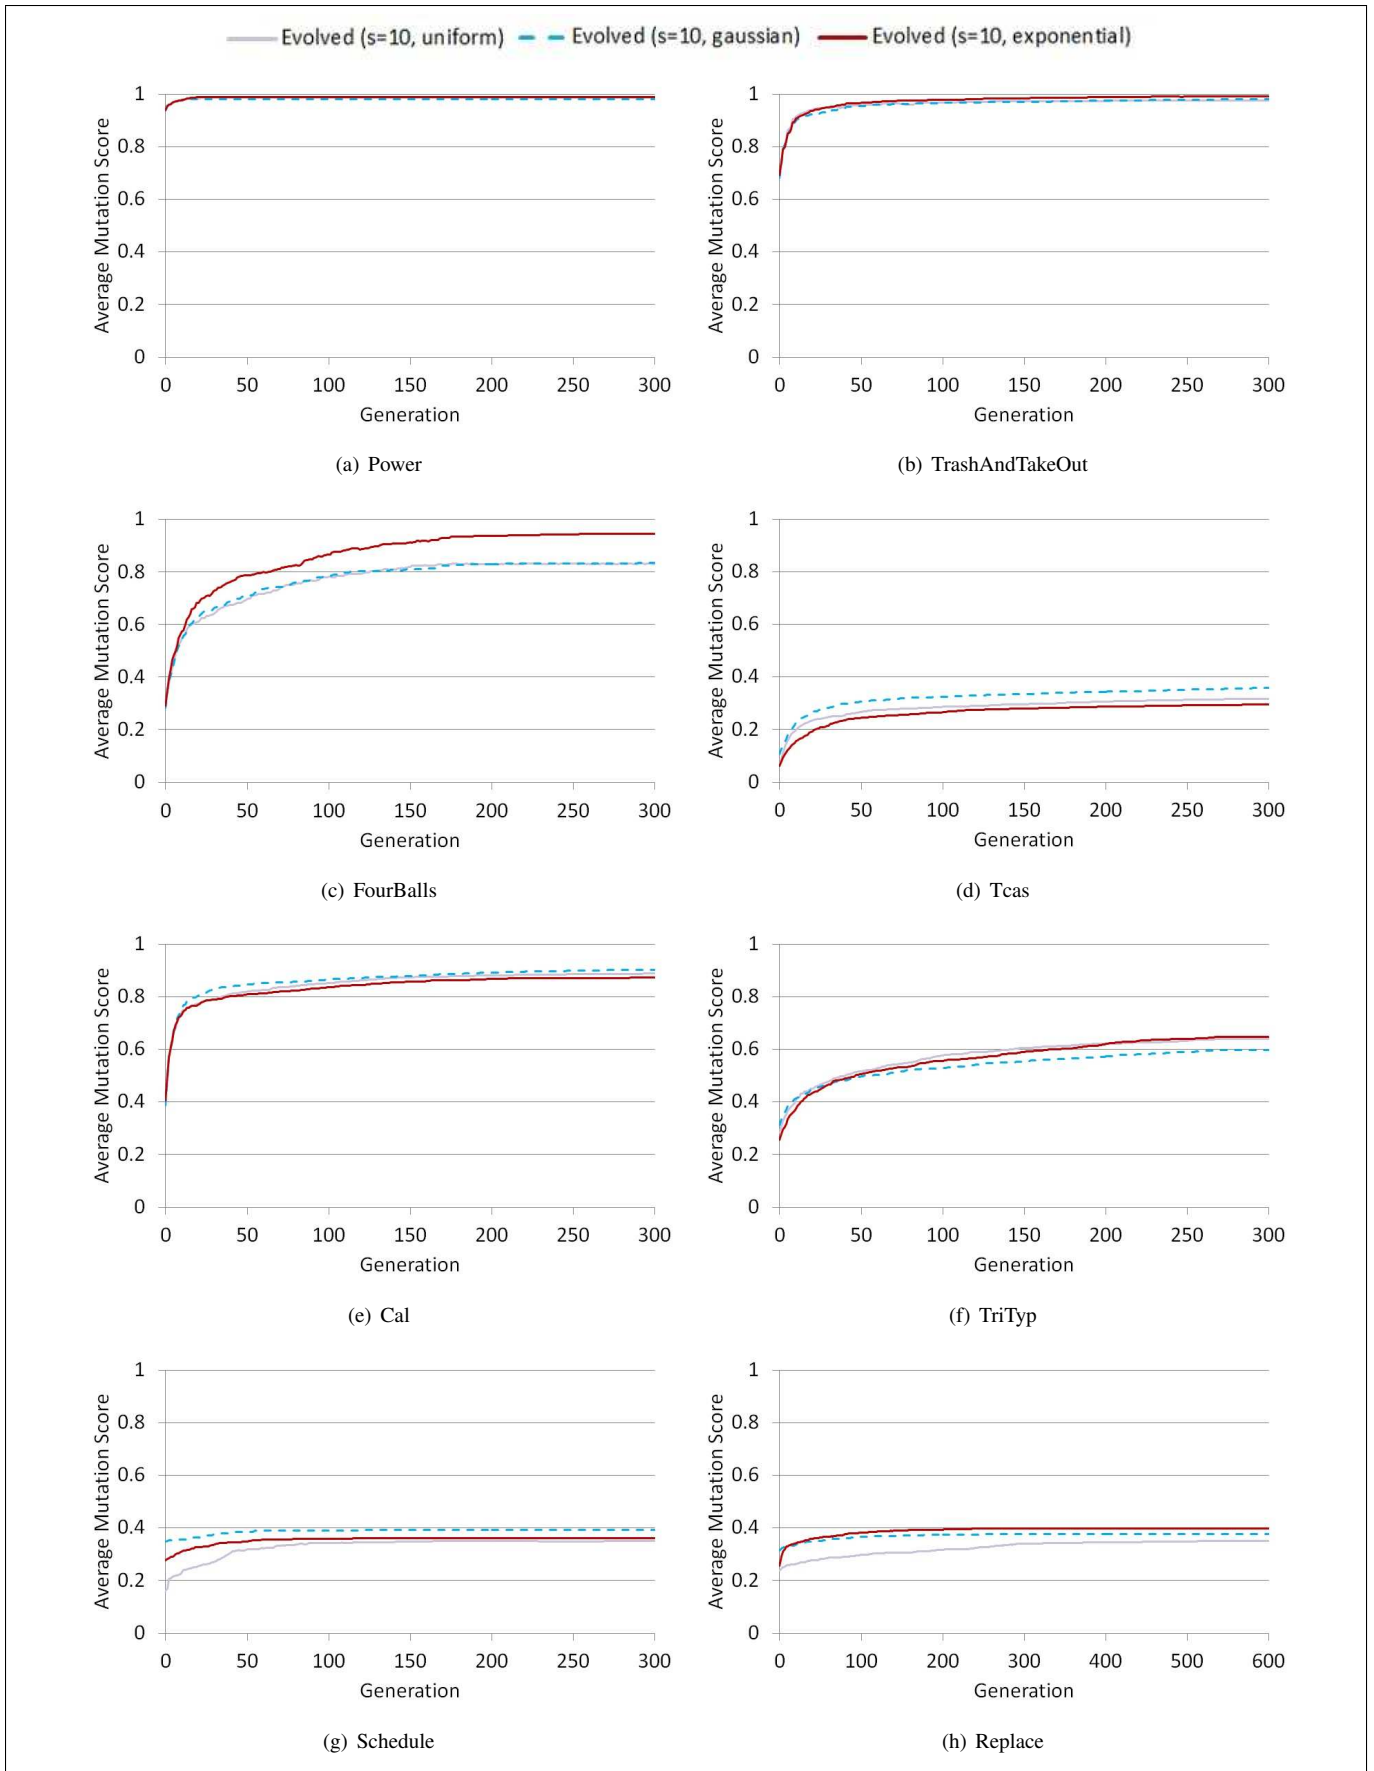 Evolved (s=10, uniform) Evolved (s=10, gaussian) Evolved (s=10, exponential)
Average Mutation Score
1
0.8
0.6
0.4
0.2
0
0 50 100 150 200 250 300
Generation
(a) Power
Average Mutation Score
1
0.8
0.6
0.4
0.2
0
0 50 100 150 200 250 300
Generation
(b) TrashAndTakeOut
Average Mutation Score
1
0.8
0.6
0.4
0.2
0
0 50 100 150 200 250 300
Generation
(c) FourBalls
Average Mutation Score
1
0.8
0.6
0.4
0.2
0
0 50 100 150 200 250 300
Generation
(d) Tcas
Average Mutation Score
1
0.8
0.6
0.4
0.2
0
0 50 100 150 200 250 300
Generation
(e) Cal
Average Mutation Score
1
0.8
0.6
0.4
0.2
0
0 50 100 150 200 250 300
Generation
(f) TriTyp
Average Mutation Score
1
0.8
0.6
0.4
0.2
0
0 50 100 150 200 250 300
Generation
(g) Schedule
Average Mutation Score
1
0.8
0.6
0.4
0.2
0
0 100 200 300 400 500 600
Generation
(h) Replace